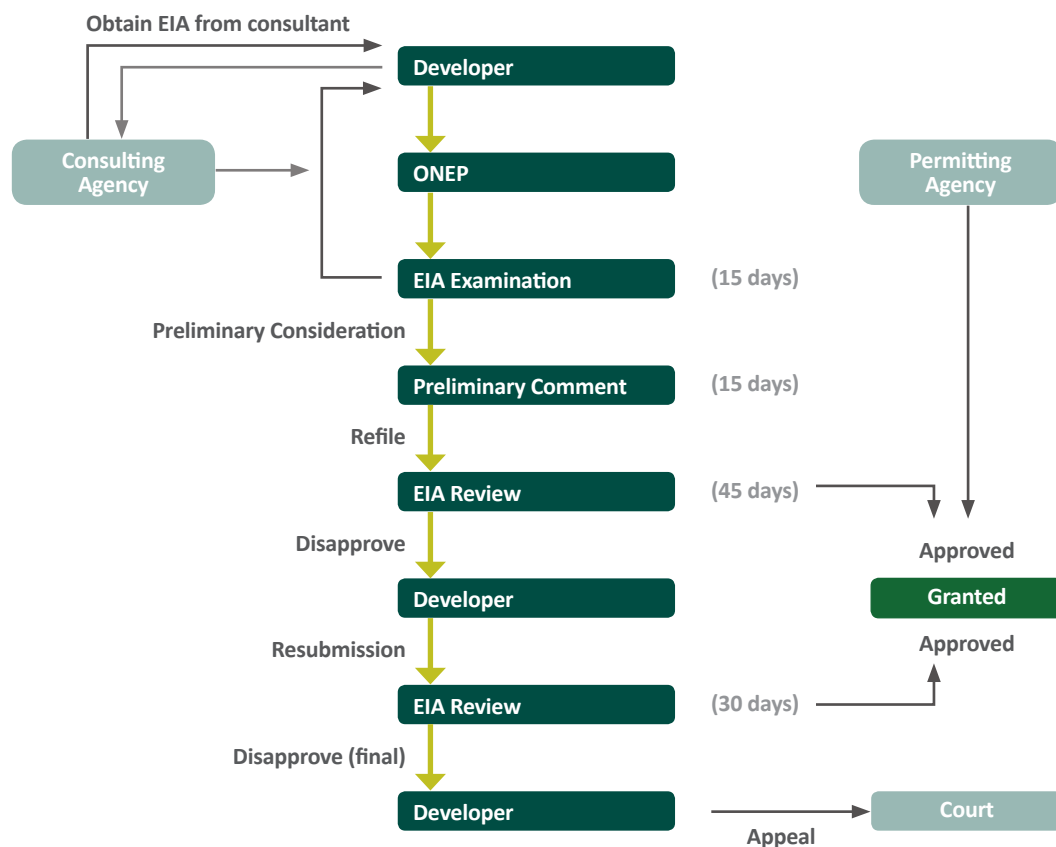 Obtain EIA from consultant
Developer
Consulting
Agency
Permitting
Agency
ONEP
EIA Examination
(15 days)
Preliminary Consideration
Preliminary Comment
(15 days)
Refile
EIA Review
(45 days)
Disapprove
Approved
Developer
Granted
Resubmission
Approved
EIA Review
(30 days)
Disapprove (final)
Developer
Appeal
Court